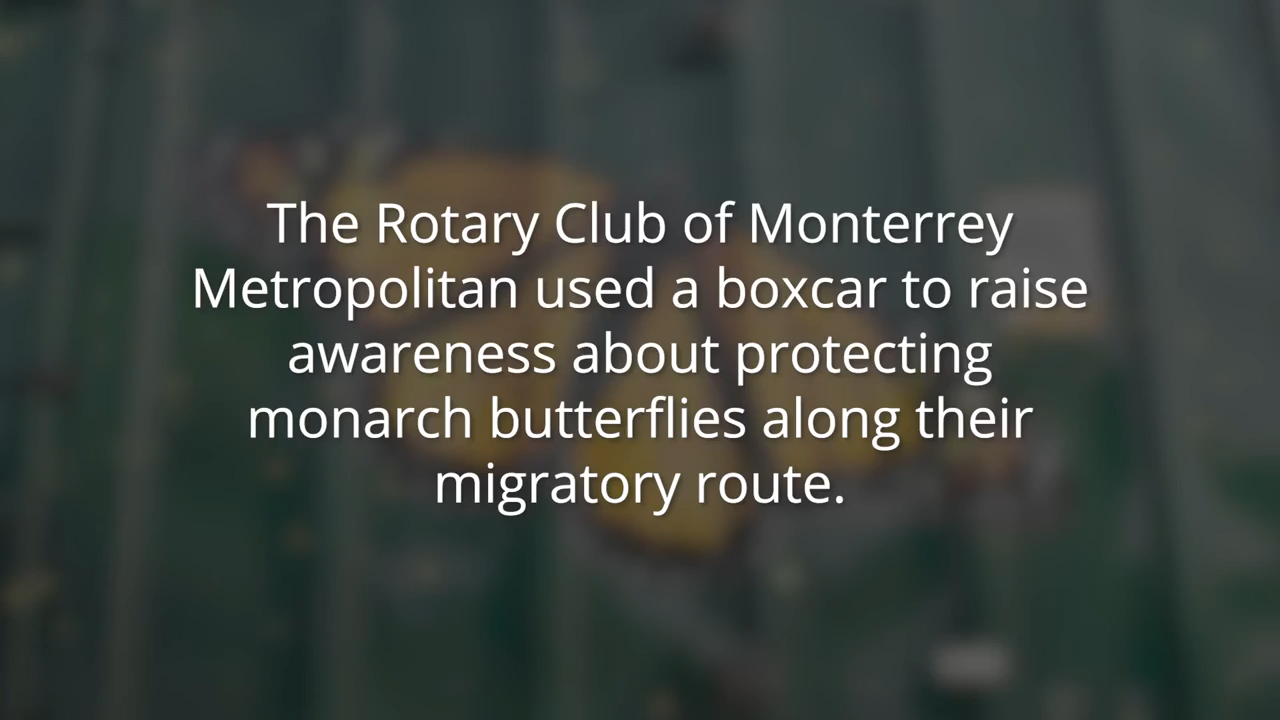 The Rotary Club of Monterrey
Metropolitan used a boxcar to raise
awareness about protecting
monarch butterflies along their
migratory route.